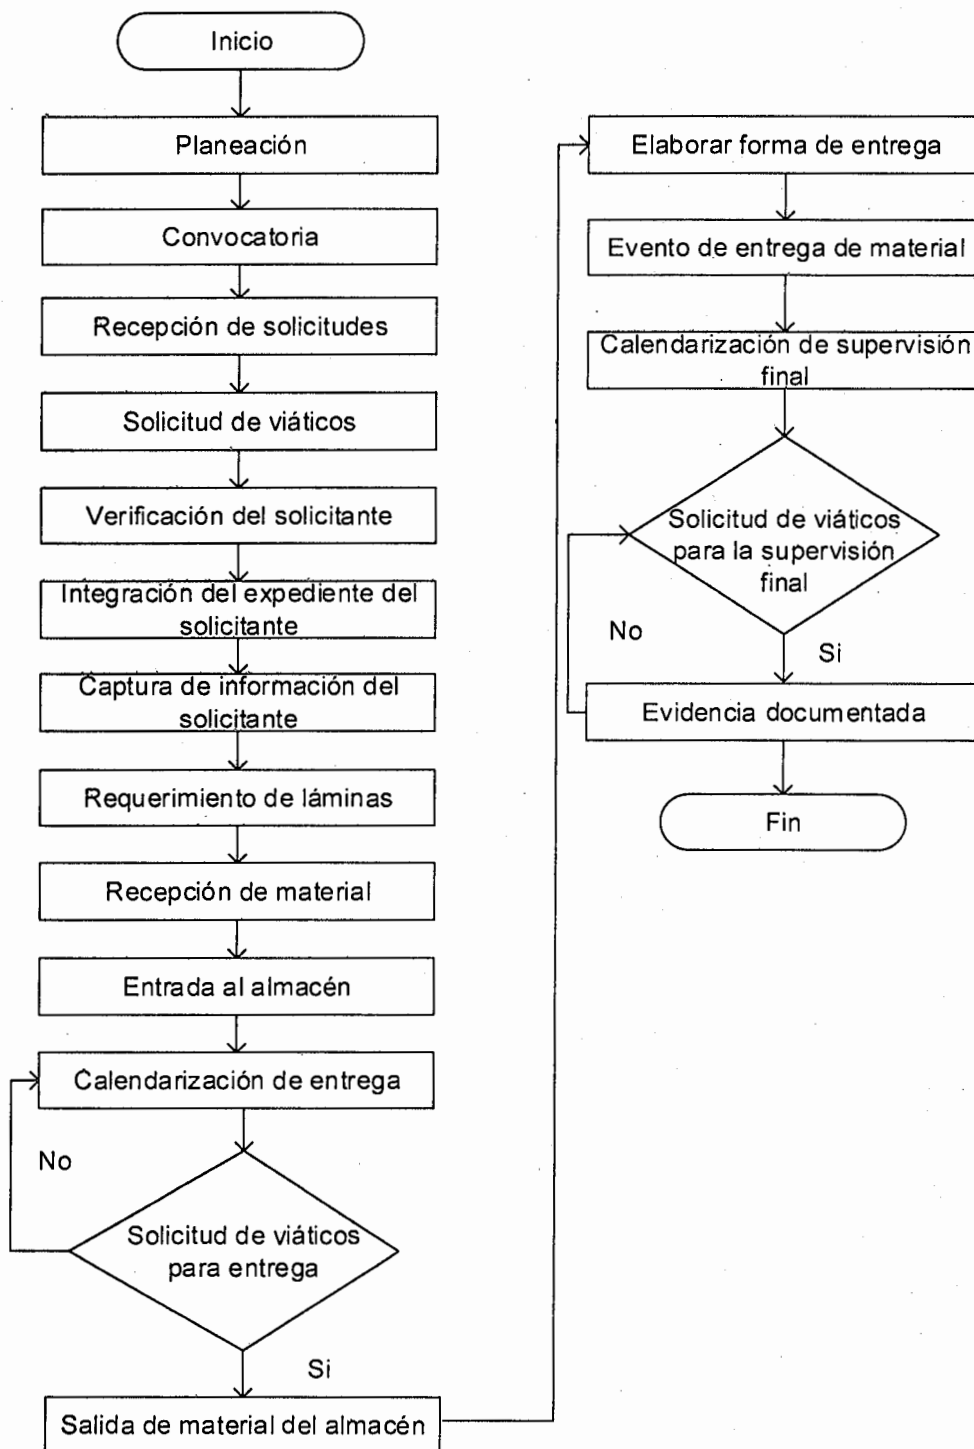 Inicio
Planeación
Convocatoria
Recepción de solicitudes
Solicitud de viáticos
Verificación del solicitante
Integración del expediente del
solicitante
Captura de información del
solicitante
Requerimiento de láminas
Recepción de material
Entrada al almacén
Calendarización de entrega
No
Solicitud de viáticos
para entrega
Si
Salida de material del almacén
Elaborar forma de entrega
Evento de entrega de material
Calendarización de supervisión
final
Solicitud de viáticos
para la supervisión
final
No
Si
Evidencia documentada
Fin